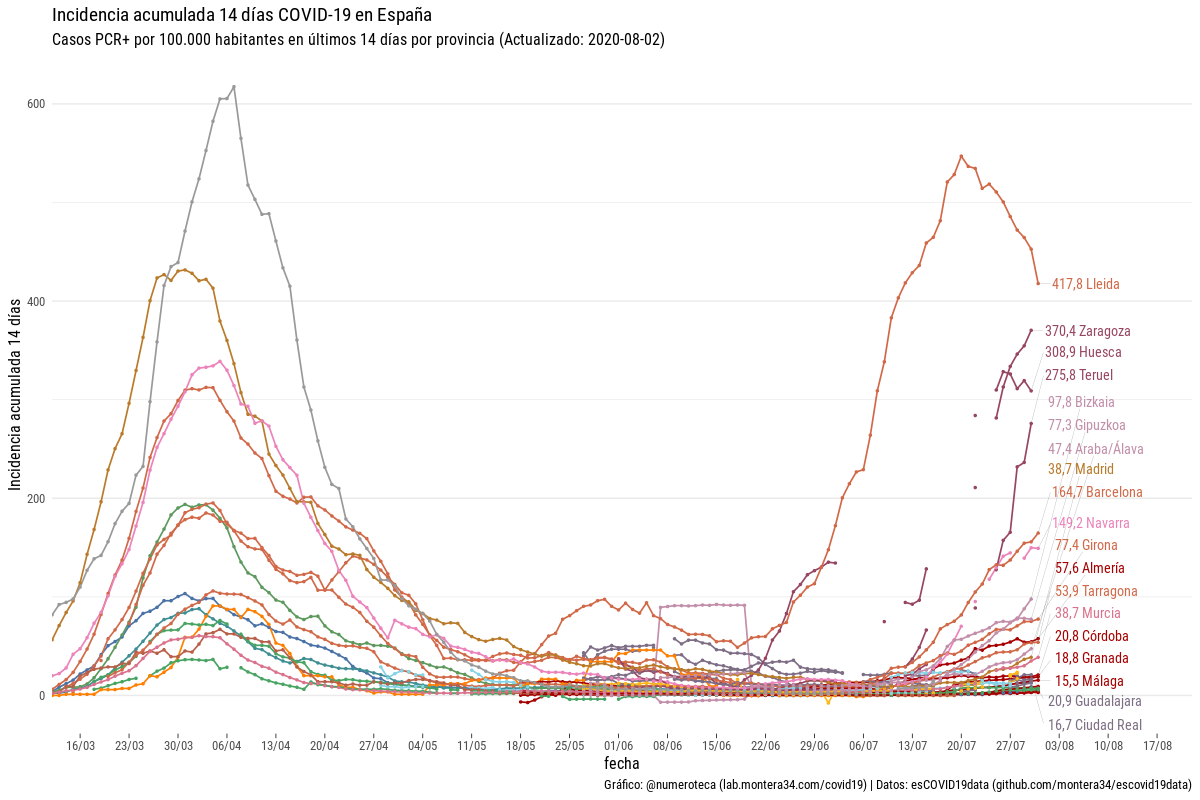 Incidencia acumulada 14 días COVID-19 en España
Casos PCR+ por 100.000 habitantes en últimos 14 días por provincia (Actualizado: 2020-08-02)
Incidencia acumulada 14 días
600
400
200
0
417,8 Lleida
370,4 Zaragoza
308,9 Huesca
275,8 Teruel
97,8 Bizkaia
77,3 Gipuzkoa
47,4 Araba/Álava
38,7 Madrid
164,7 Barcelona
149,2 Navarra
77,4 Girona
57,6 Almería
53,9 Tarragona
38,7 Murcia
20,8 Córdoba
18,8 Granada
15,5 Málaga
20,9 Guadalajara
16,7 Ciudad Real
16/03 23/03 30/03 06/04 13/04 20/04 27/04 04/05 11/05 18/05 25/05 01/06 08/06 15/06 22/06 29/06 06/07 13/07 20/07 27/07 03/08 10/08 17/08
fecha
Gráfico: @numeroteca (lab.montera34.com/covid19) | Datos: esCOVID19data (github.com/montera34/escovid19data)